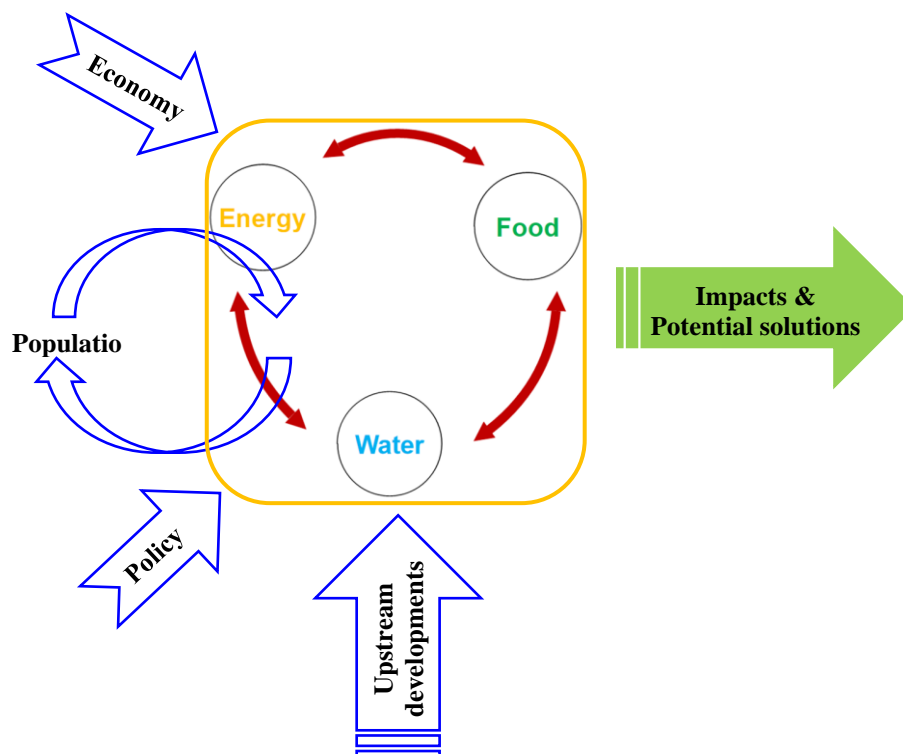 Economy
Energy
Food
Impacts &
Potential solutions
Populatio
Water
Policy
Upstream
developments